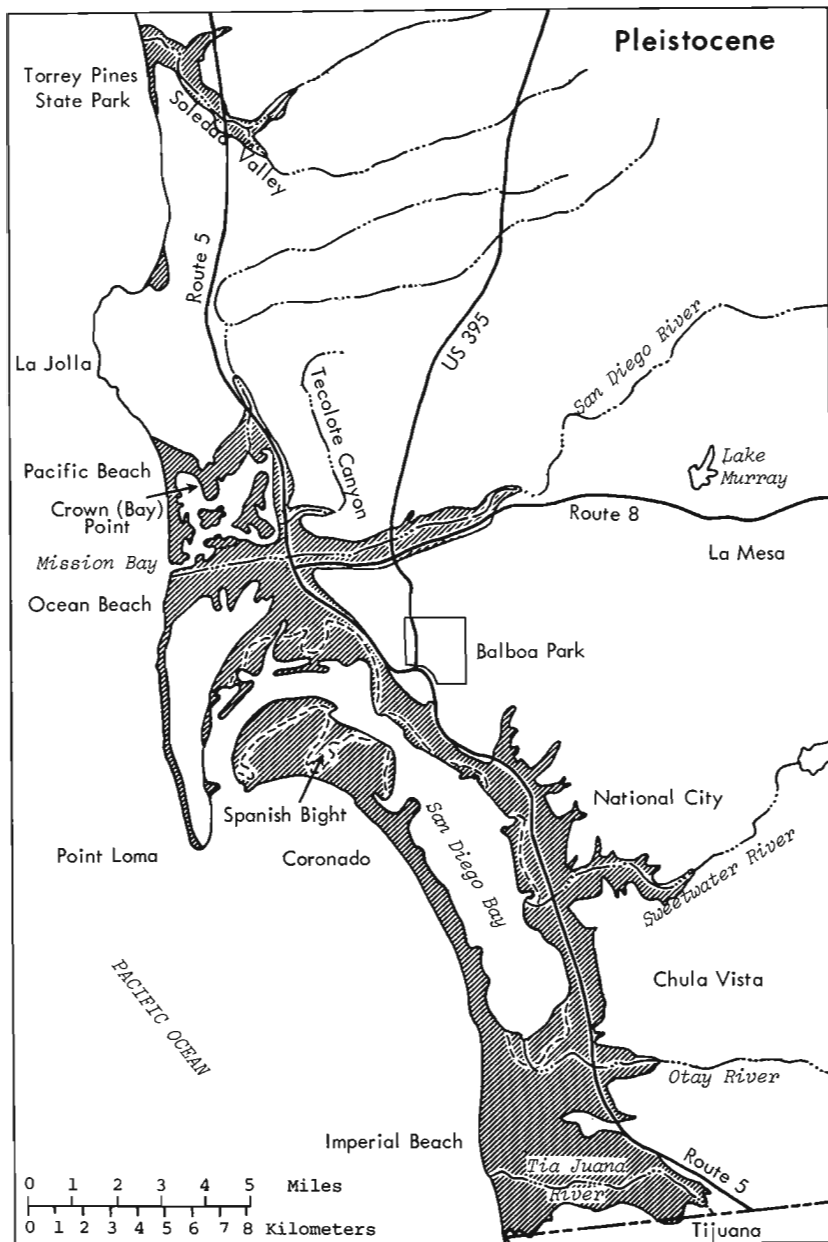 Pleistocene
Torrey Pines
State Park
Soledad Valley
Route 5
US 395
San Diego River
La Jolla
Tecolote Canyon
Lake
Murray
Pacific Beach
Crown (Bay)
Point
Route 8
La Mesa
Mission Bay
Ocean Beach
Balboa Park
Spanish Bight
National City
Point Loma
Coronado
San Diego Bay
Sweetwater River
PACIFIC OCEAN
Chula Vista
Otay River
Imperial Beach
Route 5
Tia Juana
River
0 1 2 3 4 5 Miles
0 1 2 3 4 5 6 7 8 Kilometers
Tijuana